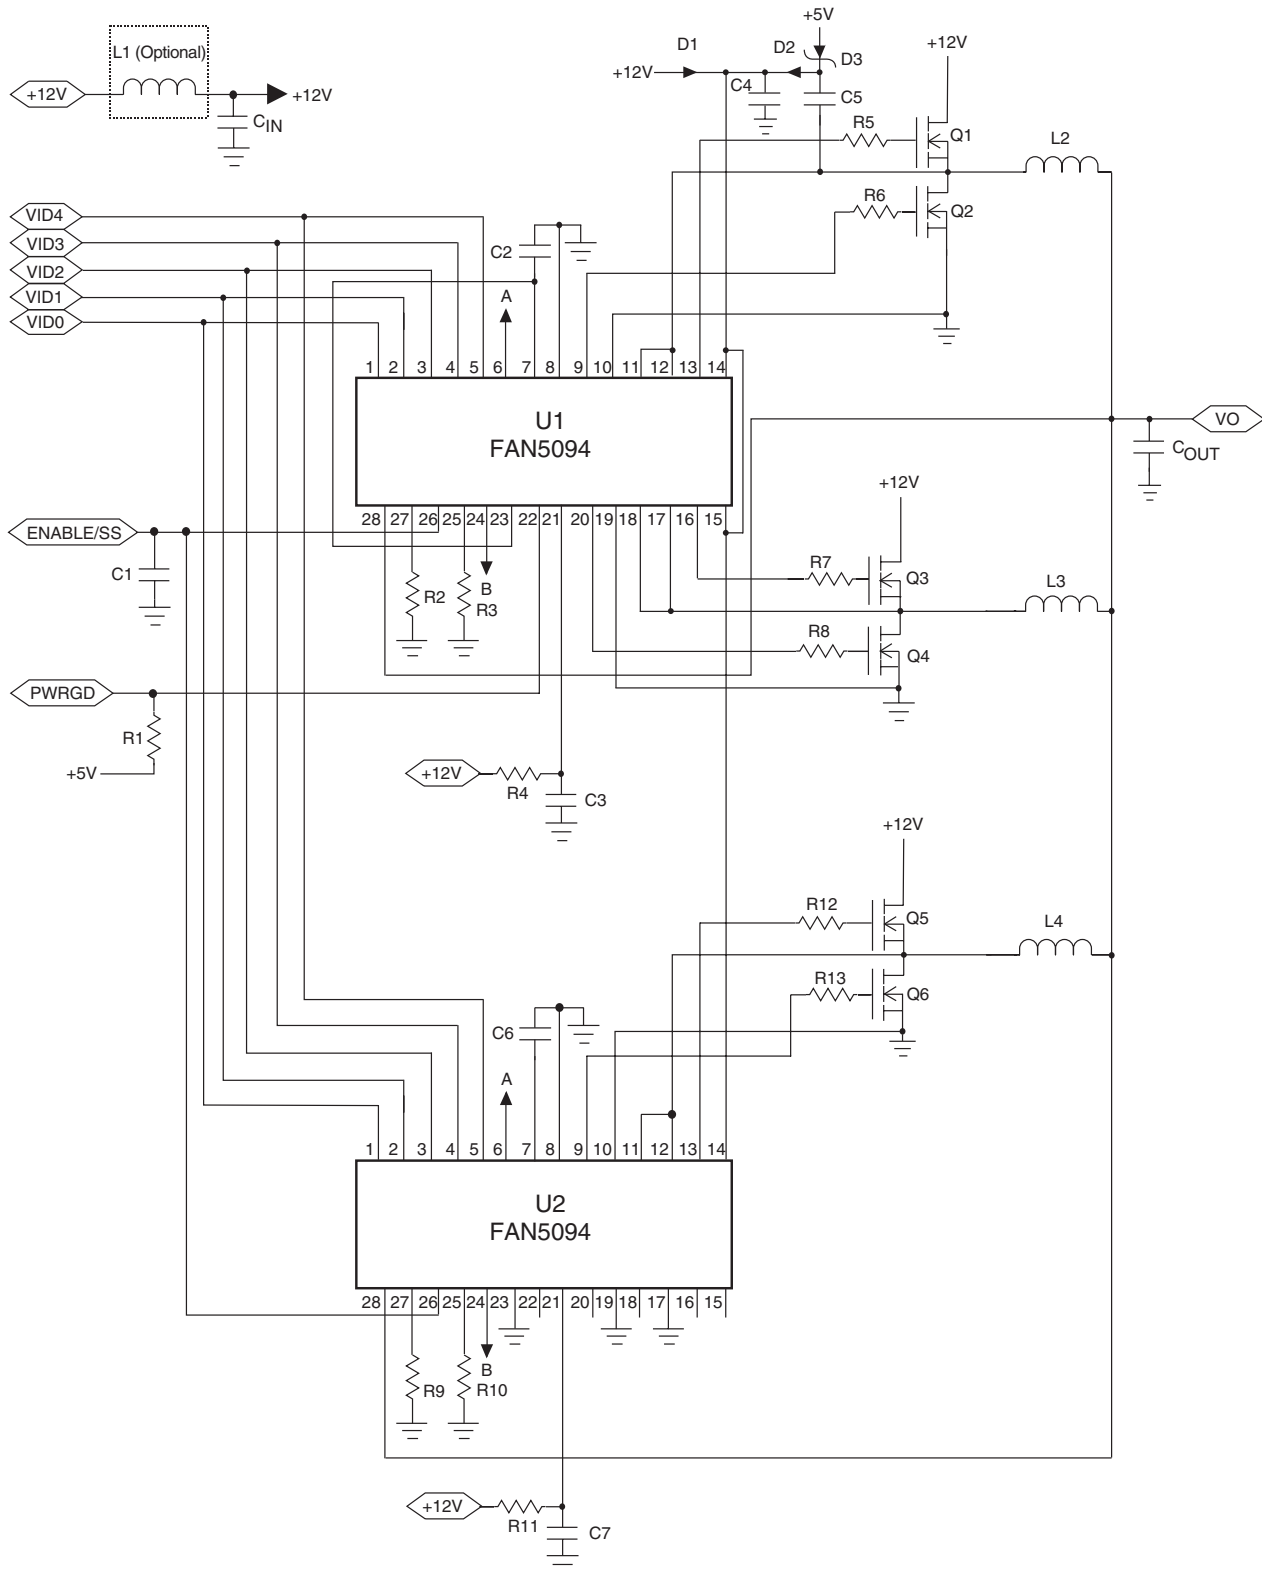 +5V
D1
D2
D3
+12V
+12V
L1 (Optional)
+12V
+12V
CIN
C4
C5
R5
Q1
L2
R6
Q2
VID4
VID3
VID2
VID1
VID0
C2
A
1 2 3 4 5 6 7 8 9 10 11 12 13 14
U1
FAN5094
VO
COUT
+12V
28 27 26 25 24 23 22 21 20 19 18 17 16 15
ENABLE/SS
C1
R2
B
R3
R7
Q3
L3
R8
Q4
PWRGD
R1
+5V
+12V
R4
C3
+12V
R12
Q5
L4
R13
Q6
C6
A
1 2 3 4 5 6 7 8 9 10 11 12 13 14
U2
FAN5094
28 27 26 25 24 23 22 21 20 19 18 17 16 15
R9
B
R10
+12V
R11
C7